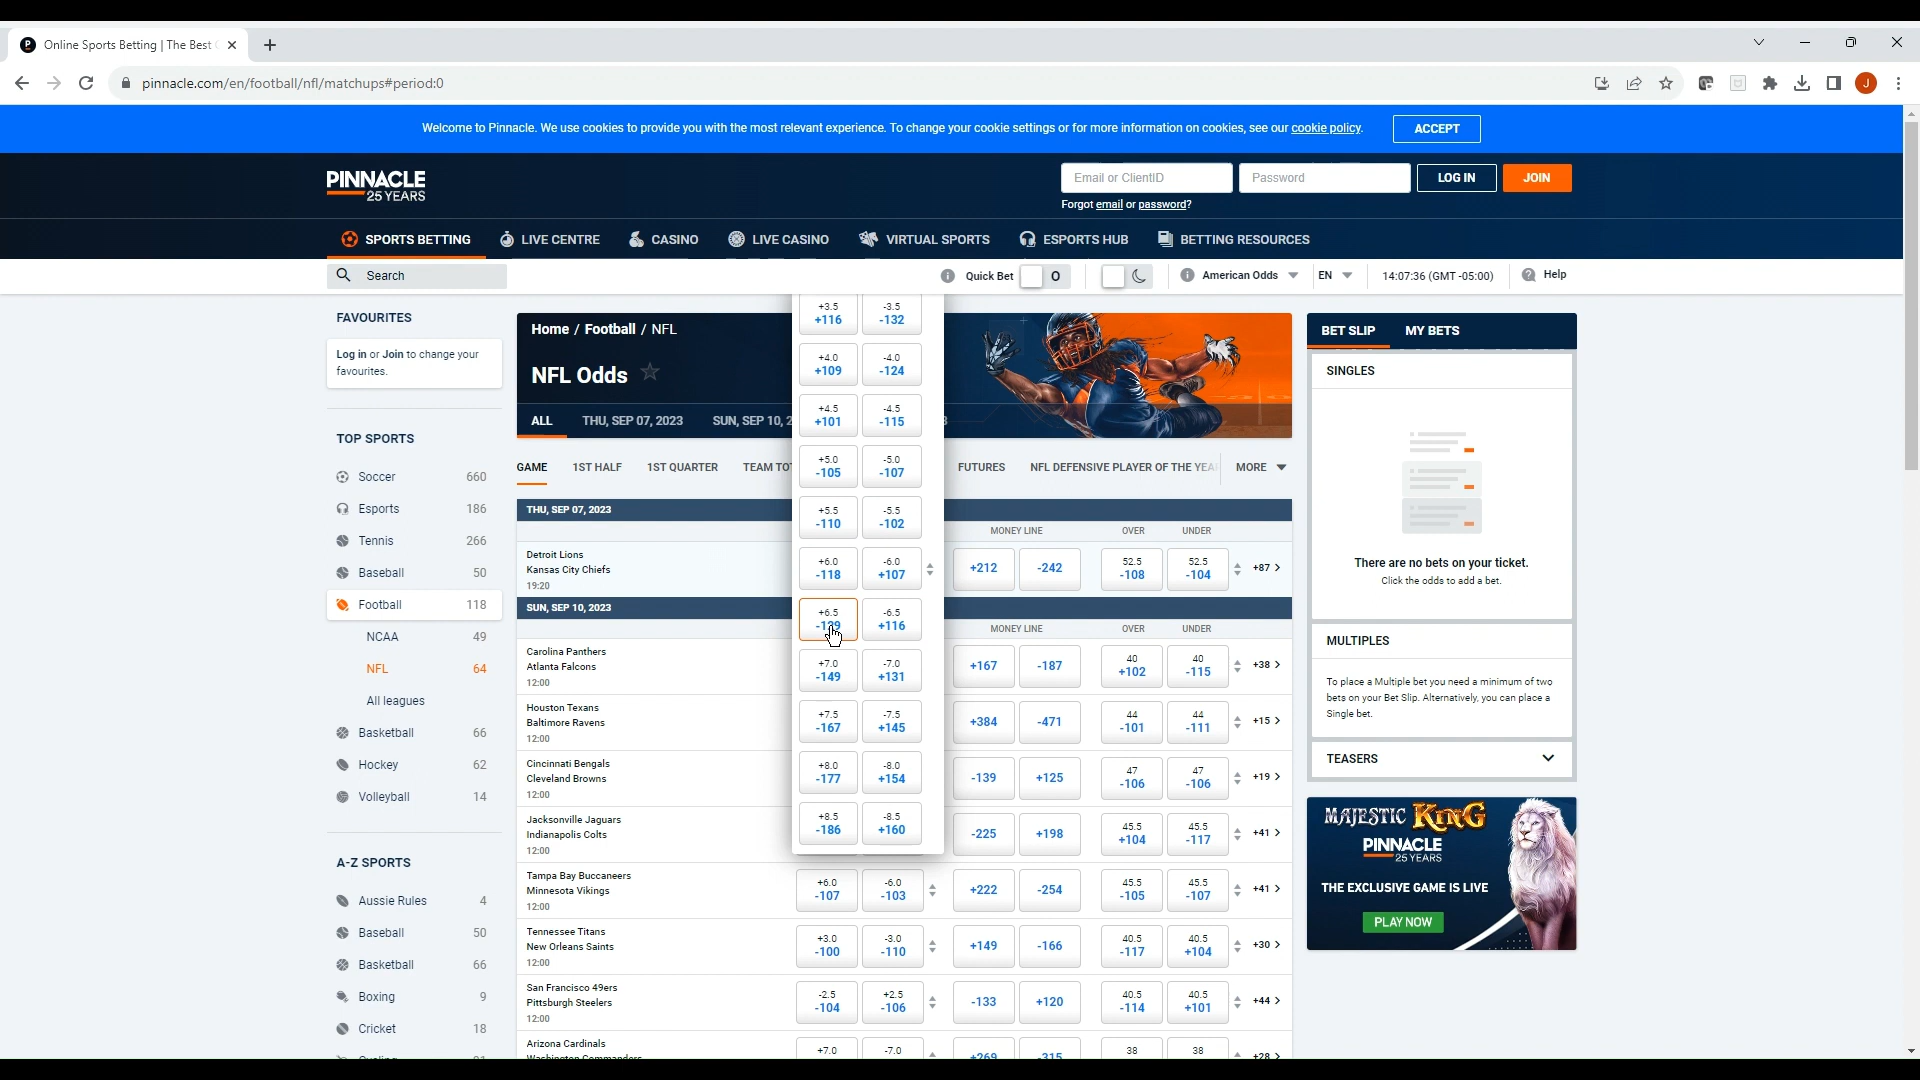 Online Sports Betting | The Best
pinnacle.com/en/football/nfl/matchups#period:0
J
Welcome to Pinnacle. We use cookies to provide you with the most relevant experience. To change your cookie settings or for more information on cookies, see our cookie policy.
ACCEPT
PINNACLE
25 YEARS
Email or ClientID
Password
LOG IN
JOIN
Forgot email or password?
SPORTS BETTING
LIVE CENTRE
CASINO
LIVE CASINO
VIRTUAL SPORTS
ESPORTS HUB
BETTING RESOURCES
Search
Quick Bet
O
American Odds
EN
14:07:36 (GMT -05:00)
Help
FAVOURITES
Log in or Join to change your
favourites.
TOP SPORTS
Soccer 660
Esports 186
Tennis 266
Baseball 50
Football 118
NCAA 49
NFL 64
All leagues
Basketball 66
Hockey 62
Volleyball 14
A-Z SPORTS
Aussie Rules 4
Baseball 50
Basketball 66
Boxing 9
Cricket 18
Home / Football / NFL
NFL Odds
ALL THU, SEP 07, 2023 SUN, SEP 10, 2
GAME 1ST HALF 1ST QUARTER TEAM TO FUTURES NFL DEFENSIVE PLAYER OF THE YEA MORE
+3.5 -3.5
+116 -132
+4.0 -4.0
+109 -124
+4.5 -4.5
+101 -115
+5.0 -5.0
-105 -107
+5.5 -5.5
-110 -102
+6.0 -6.0
-118 +107
+6.5 -6.5
-129 +116
+7.0 -7.0
-149 +131
+7.5 -7.5
-167 +145
+8.0 -8.0
-177 +154
+8.5 -8.5
-186 +160
THU, SEP 07, 2023
MONEY LINE OVER UNDER
Detroit Lions
Kansas City Chiefs
19:20
+212 -242
52.5 52.5
-108 -104
+87 >
SUN, SEP 10, 2023
MONEY LINE OVER UNDER
Carolina Panthers
Atlanta Falcons
12:00
+167 -187
40 40
+102 -115
+38 >
Houston Texans
Baltimore Ravens
12:00
+384 -471
44 44
-101 -111
+15 >
Cincinnati Bengals
Cleveland Browns
12:00
-139 +125
47 47
-106 -106
+19 >
Jacksonville Jaguars
Indianapolis Colts
12:00
-225 +198
45.5 45.5
+104 -117
+41 >
Tampa Bay Buccaneers
Minnesota Vikings
12:00
+6.0 -6.0
-107 -103
+222 -254
45.5 45.5
-105 -107
+41 >
Tennessee Titans
New Orleans Saints
12:00
+3.0 -3.0
-100 -110
+149 -166
40.5 40.5
-117 +104
+30 >
San Francisco 49ers
Pittsburgh Steelers
12:00
-2.5 +2.5
-104 -106
-133 +120
40.5 40.5
-114 +101
+44 >
Arizona Cardinals
Washington Commanders
+7.0 -7.0
+269 -315
38 38
+28 >
BET SLIP MY BETS
SINGLES
There are no bets on your ticket.
Click the odds to add a bet.
MULTIPLES
To place a Multiple bet you need a minimum of two
bets on your Bet Slip. Alternatively, you can place a
Single bet.
TEASERS
MAJESTIC KING
PINNACLE
25 YEARS
THE EXCLUSIVE GAME IS LIVE
PLAY NOW